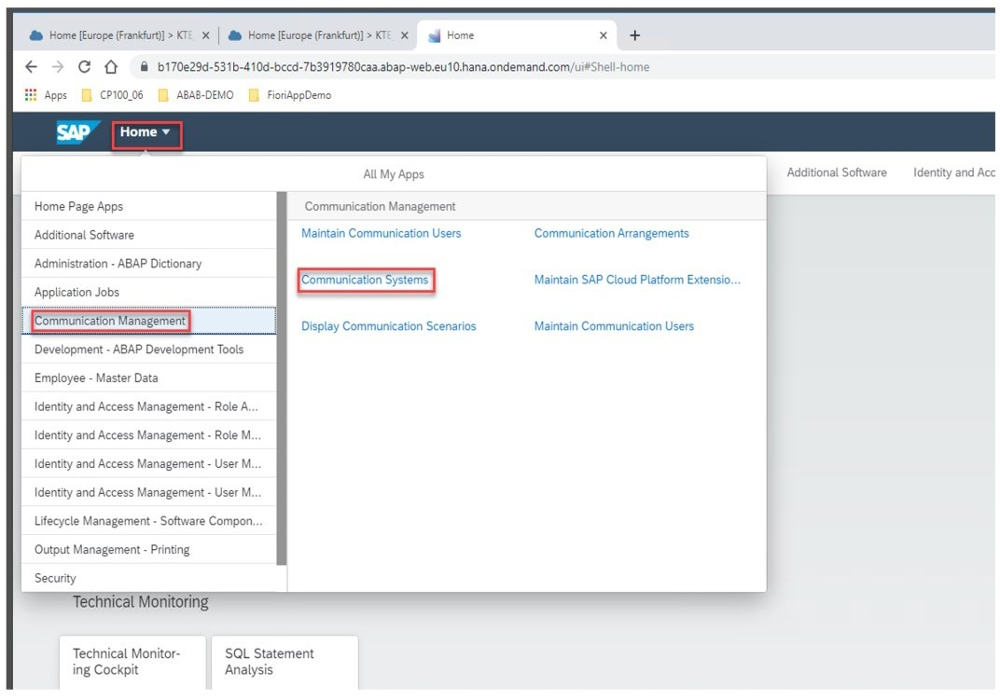 Home [Europe (Frankfurt)] > KTE
Home [Europe (Frankfurt)] > KTE
Home
b170e29d-531b-410d-bccd-7b3919780caa.abap-web.eu10.hana.ondemand.com/ui#Shell-home
Apps
CP100_06
ABAB-DEMO
FioriAppDemo
SAP
Home
All My Apps
Additional Software
Identity and Acc
Home Page Apps
Additional Software
Administration - ABAP Dictionary
Application Jobs
Communication Management
Development - ABAP Development Tools
Employee - Master Data
Identity and Access Management - Role A...
Identity and Access Management - Role M...
Identity and Access Management - User M...
Identity and Access Management - User M...
Lifecycle Management - Software Compon...
Output Management - Printing
Security
Communication Management
Maintain Communication Users
Communication Arrangements
Communication Systems
Maintain SAP Cloud Platform Extensio...
Display Communication Scenarios
Maintain Communication Users
Technical Monitoring
Technical Monitor-
ing Cockpit
SQL Statement
Analysis